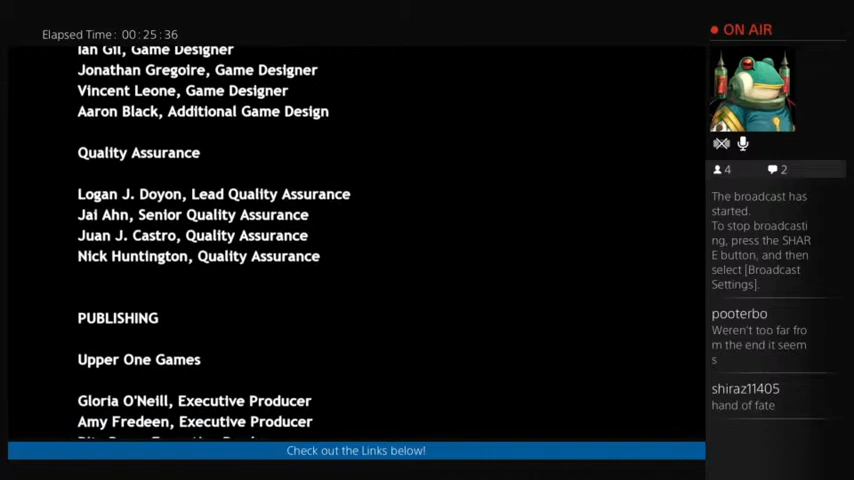 Elapsed Time: 00:25:36
ON AIR
Ian Gil, Game Designer
Jonathan Gregoire, Game Designer
Vincent Leone, Game Designer
Aaron Black, Additional Game Design
Quality Assurance
Logan J. Doyon, Lead Quality Assurance
Jai Ahn, Senior Quality Assurance
Juan J. Castro, Quality Assurance
Nick Huntington, Quality Assurance
PUBLISHING
Upper One Games
Gloria O'Neill, Executive Producer
Amy Fredeen, Executive Producer
Check out the Links below!
4 2
The broadcast has
started.
To stop broadcasti
ng, press the SHAR
E button, and then
select [Broadcast
Settings].
pooterbo
Weren't too far fro
m the end it seem
s
shiraz11405
hand of fate